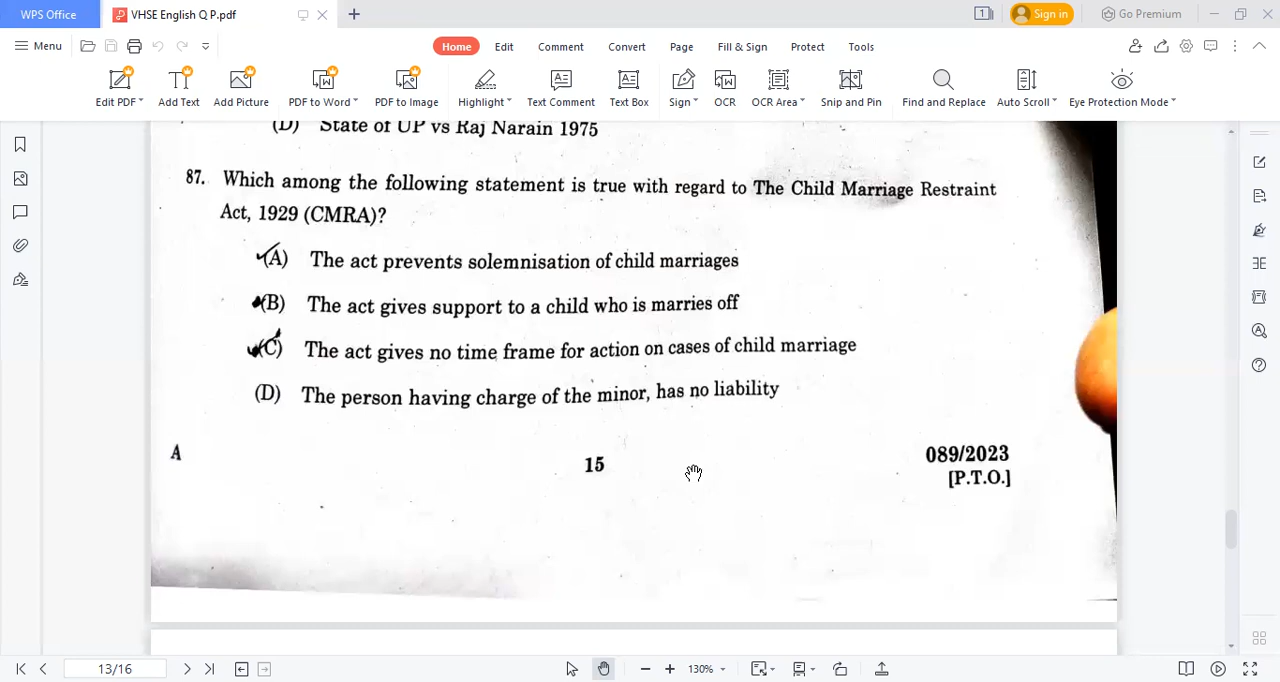 WPS Office
VHSE English Q P.pdf
Sign in
Go Premium
Menu
Home Edit Comment Convert Page Fill & Sign Protect Tools
Edit PDF Add Text Add Picture PDF to Word PDF to Image Highlight Text Comment Text Box Sign OCR OCR Area Snip and Pin Find and Replace Auto Scroll Eye Protection Mode
(D) State of UP vs Raj Narain 1975
87. Which among the following statement is true with regard to The Child Marriage Restraint
Act, 1929 (CMRA)?
(A) The act prevents solemnisation of child marriages
(B) The act gives support to a child who is marries off
(C) The act gives no time frame for action on cases of child marriage
(D) The person having charge of the minor, has no liability
A 15 089/2023
[P.T.O.]
13/16 130%